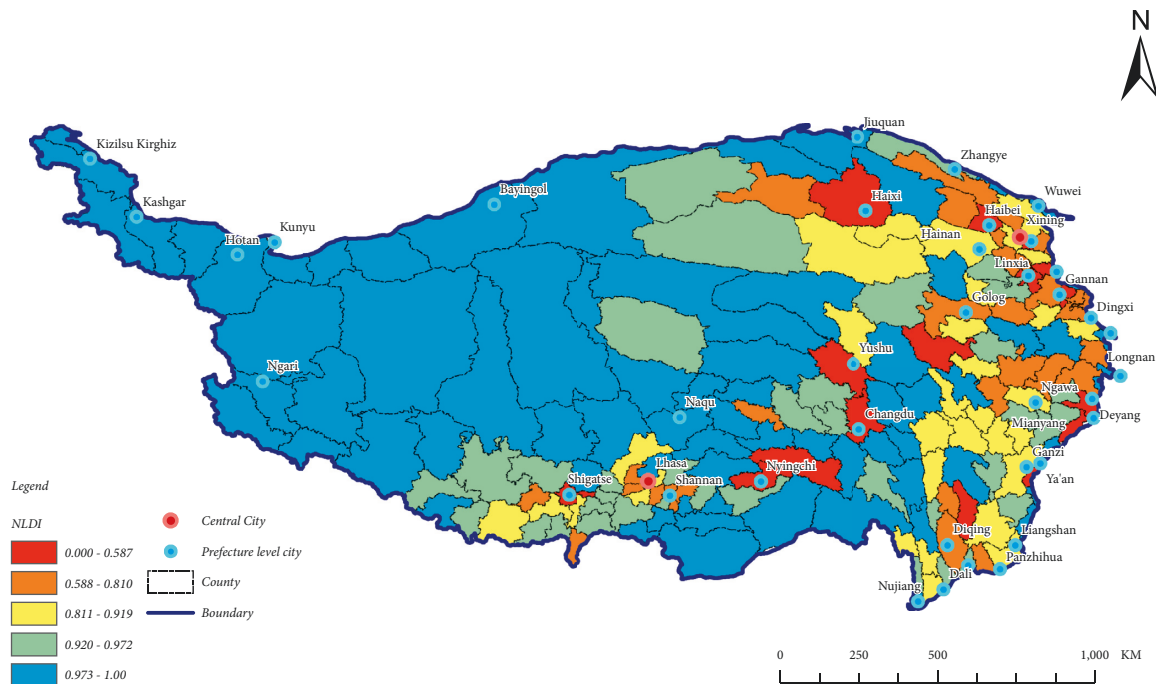 N
Jiuquan
Kizilsu Kirghiz
Zhangye
Bayingol
Wuwei
Kashgar
Haixi
Haibei
Xining
Kunyu
Hotan
Hainan
Linxia
Gannan
Golog
Dingxi
Yushu
Longnan
Ngari
Ngawa
Naqu
Changdu
Mianyang
Deyang
Ganzi
Lhasa
Nyingchi
Shigatse
Shannan
Ya'an
Legend
NLDI
Central City
Diqing
Liangshan
0.000 - 0.587
Prefecture level city
Panzhihua
0.588 - 0.810
County
Dali
Nujiang
0.811 - 0.919
Boundary
0.920 - 0.972
0 250 500 1,000 KM
0.973 - 1.00